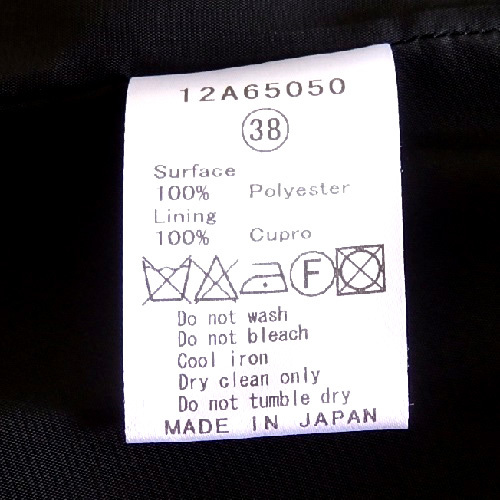 12A65050
38
Surface
100% Polyester
Lining
100% Cupro
F
Do not wash
Do not bleach
Cool iron
Dry clean only
Do not tumble dry
MADE IN JAPAN